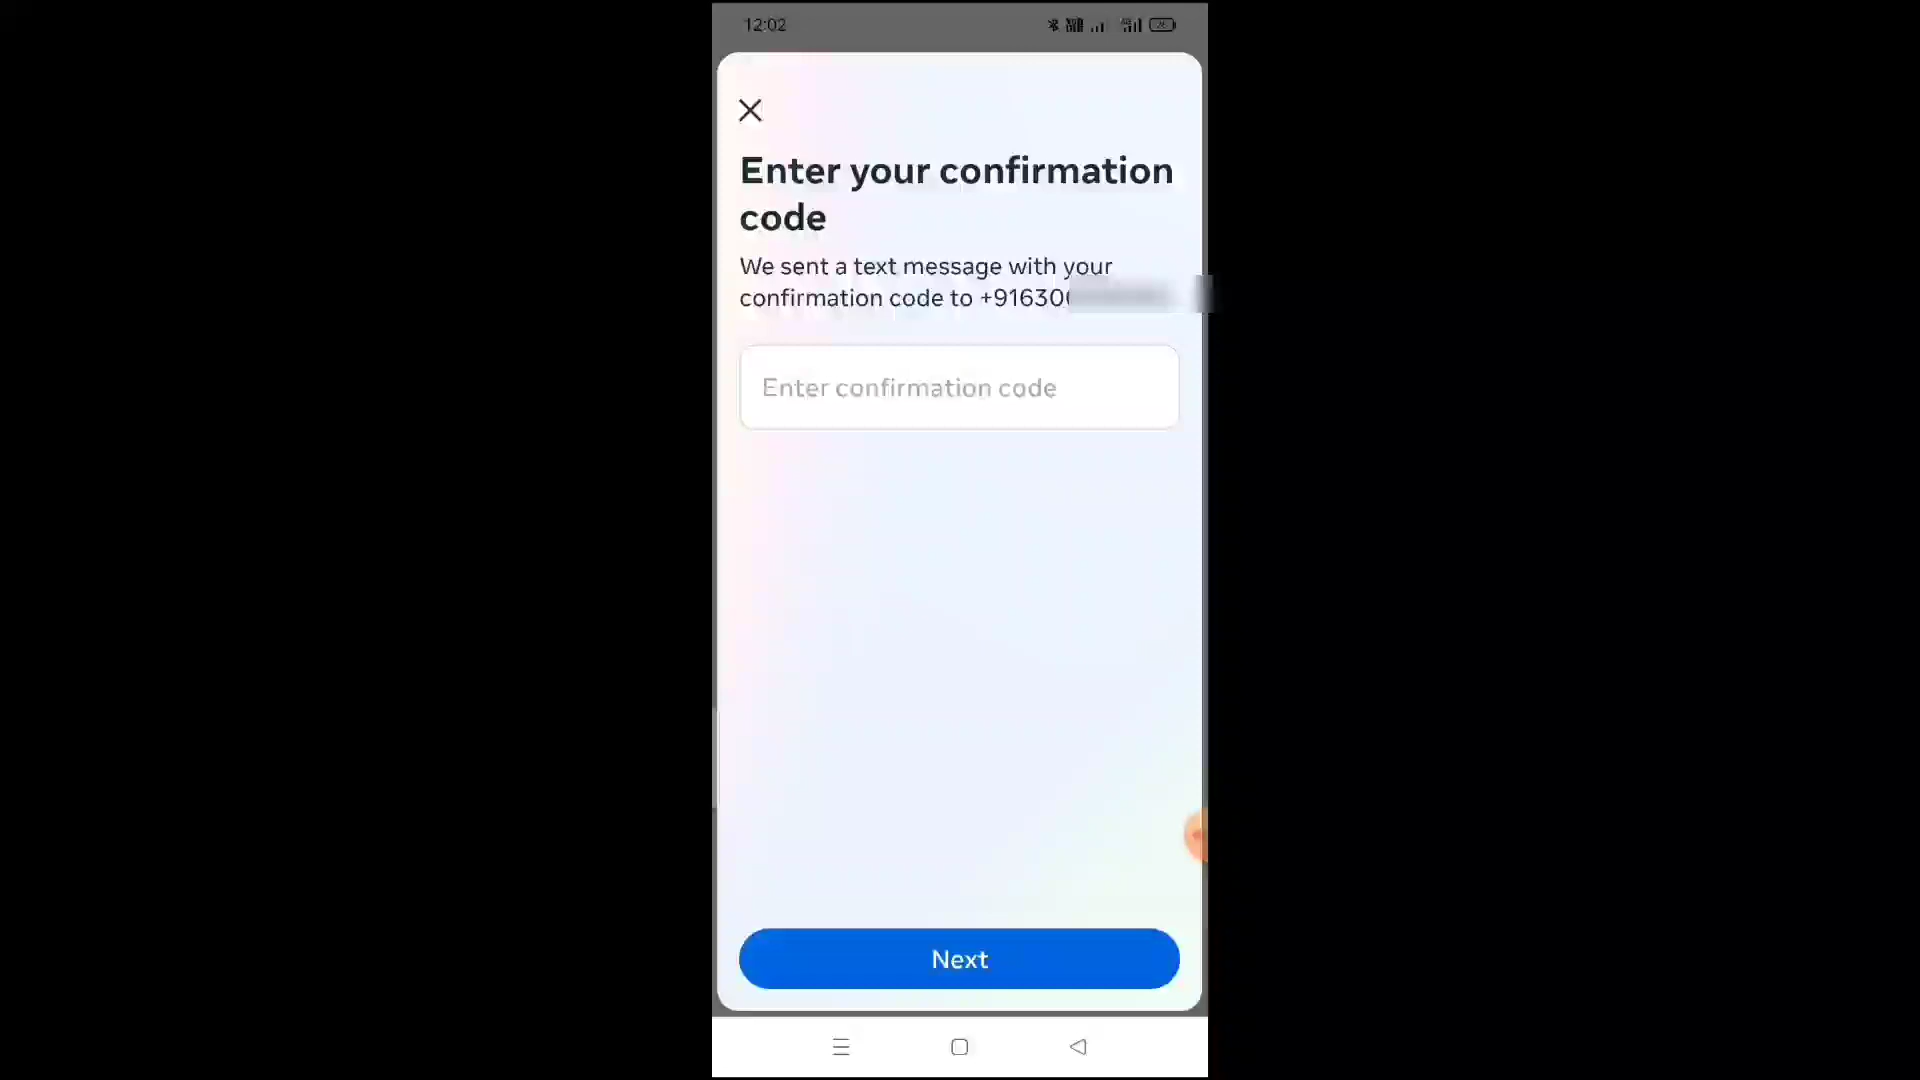 12:02
Enter your confirmation
code
We sent a text message with your
confirmation code to +91630
Enter confirmation code
Next